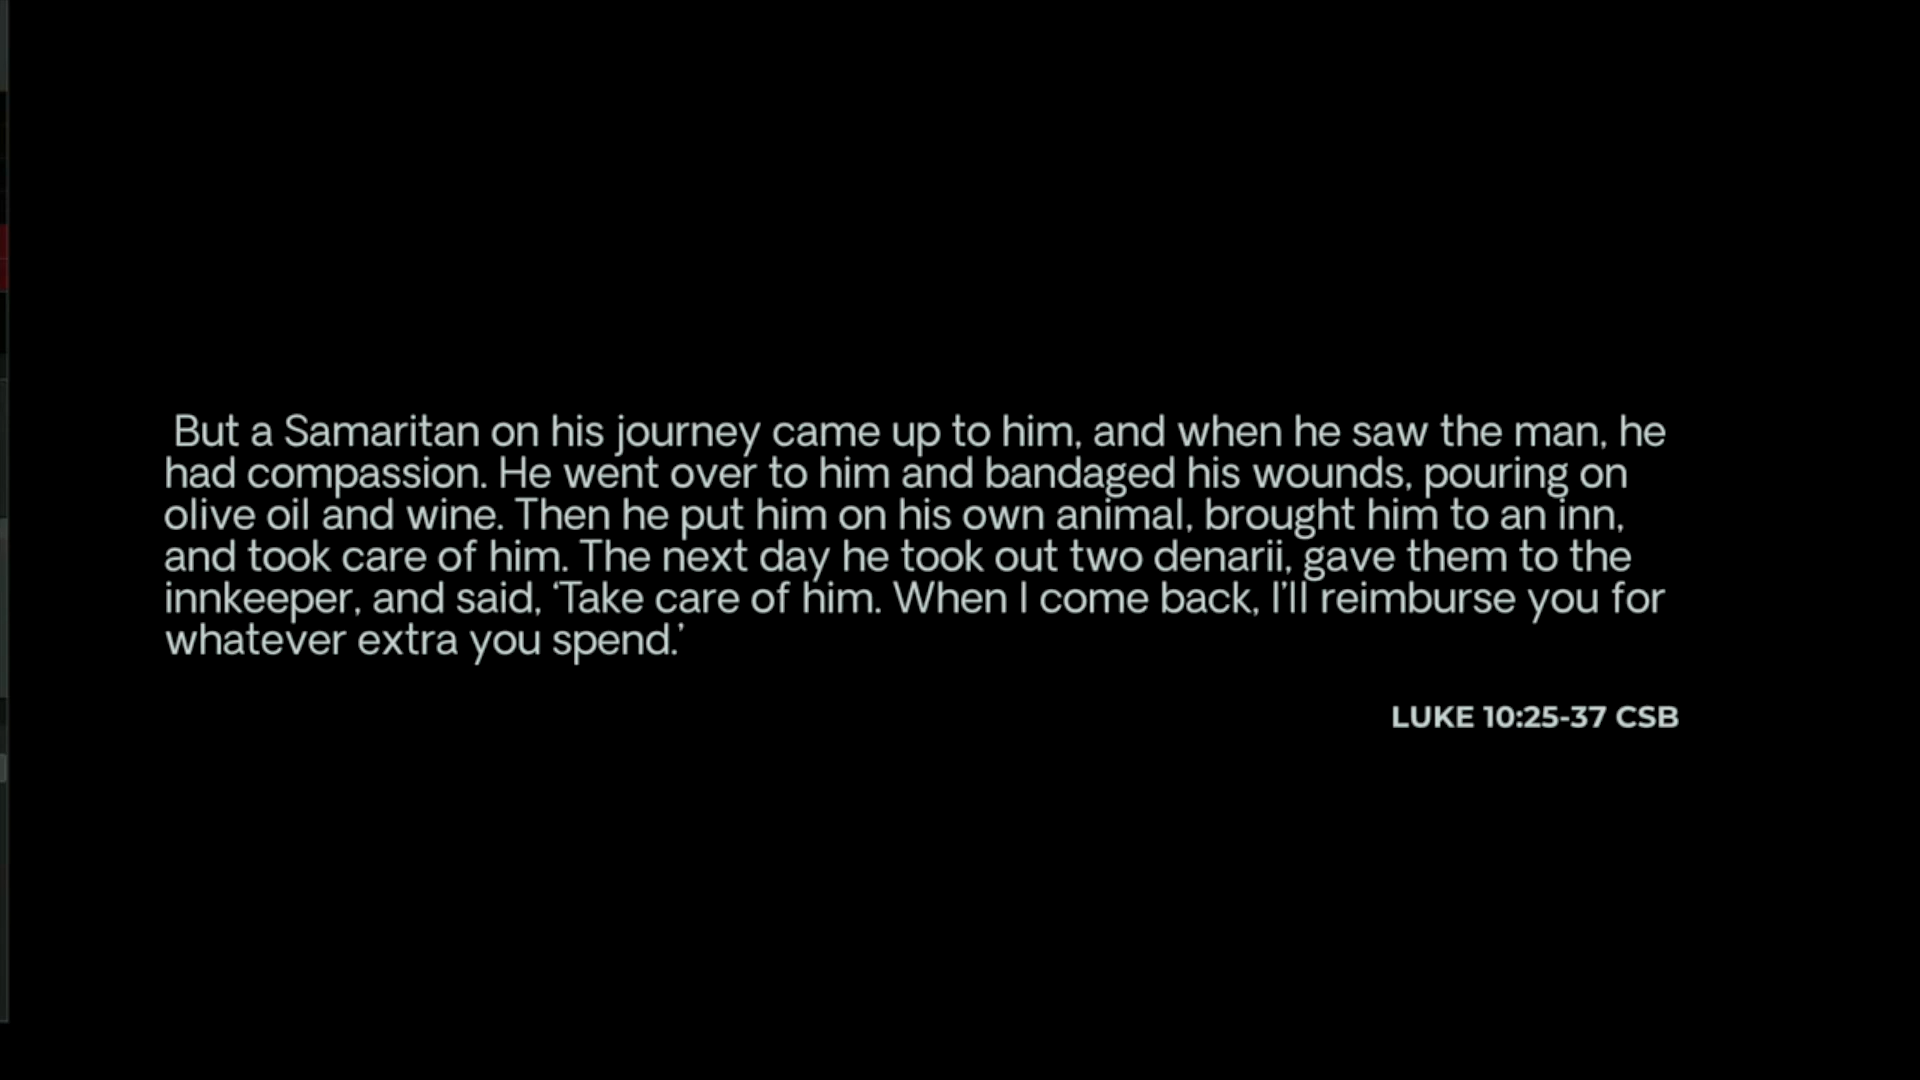 But a Samaritan on his journey came up to him, and when he saw the man, he
had compassion. He went over to him and bandaged his wounds, pouring on
olive oil and wine. Then he put him on his own animal, brought him to an inn,
and took care of him. The next day he took out two denarii, gave them to the
innkeeper, and said, ‘Take care of him. When I come back, I’ll reimburse you for
whatever extra you spend.’
LUKE 10:25-37 CSB